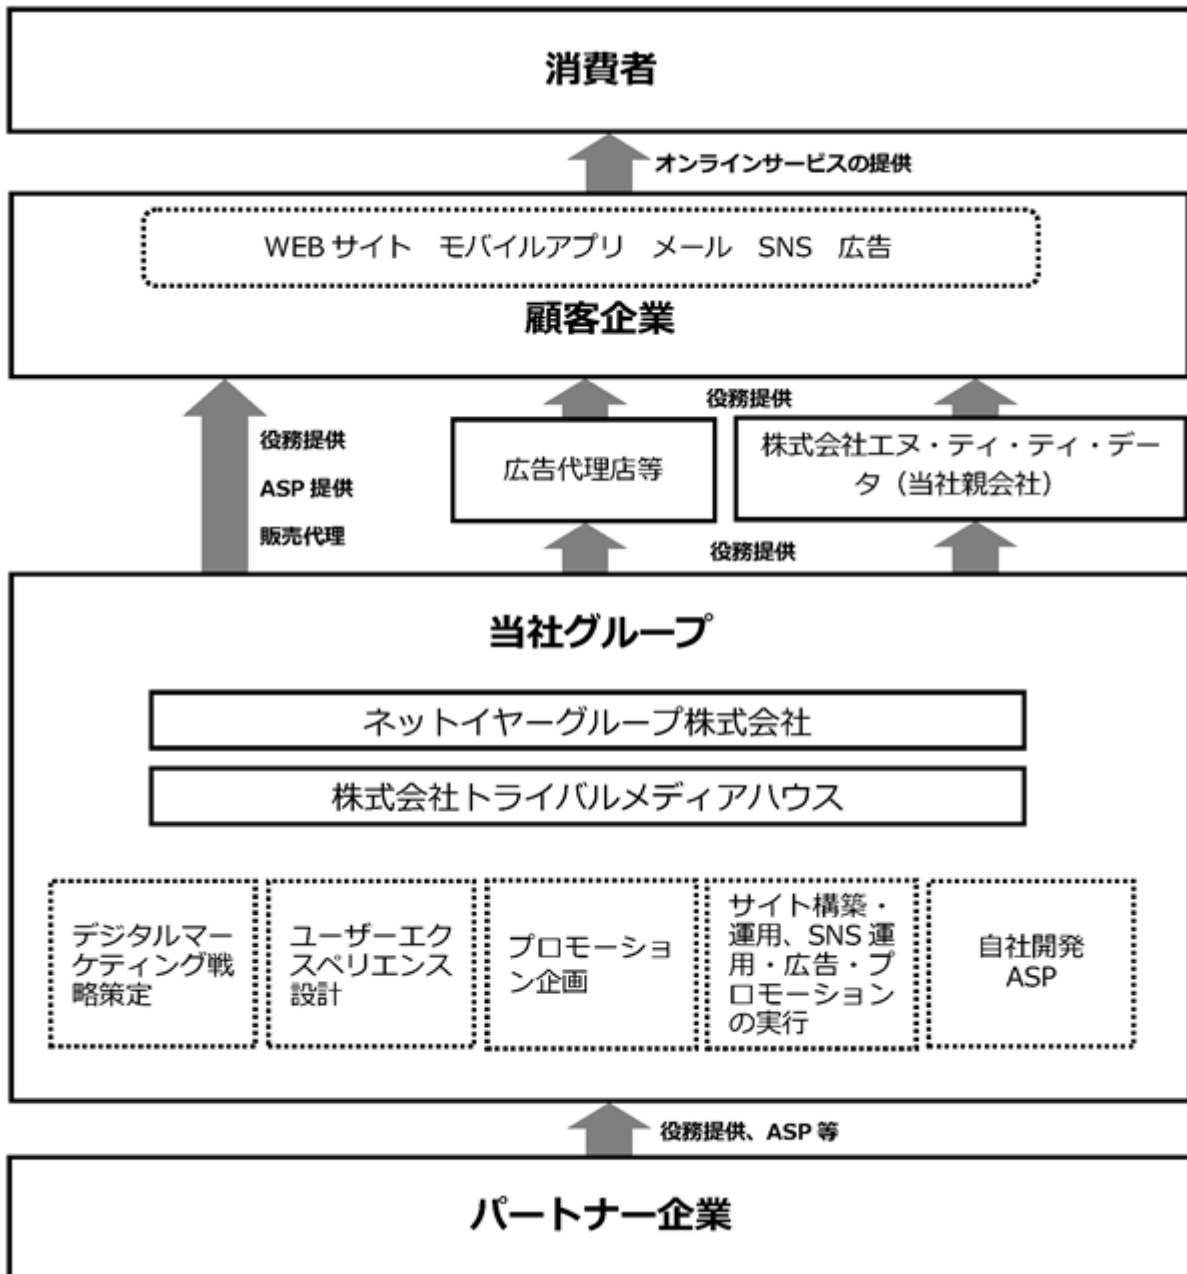 消費者
オンラインサービスの提供
WEB サイト　モバイルアプリ　メール　SNS　広告
顧客企業
役務提供
ASP 提供
販売代理
役務提供
広告代理店等
株式会社エヌ・ティ・ティ・デー
タ（当社親会社）
役務提供
当社グループ
ネットイヤーグループ株式会社
株式会社トライバルメディアハウス
デジタルマー
ケティング戦
略策定
ユーザーエク
スペリエンス
設計
プロモーショ
ン企画
サイト構築・
運用、SNS 運
用・広告・プ
ロモーション
の実行
自社開発
ASP
役務提供、ASP 等
パートナー企業